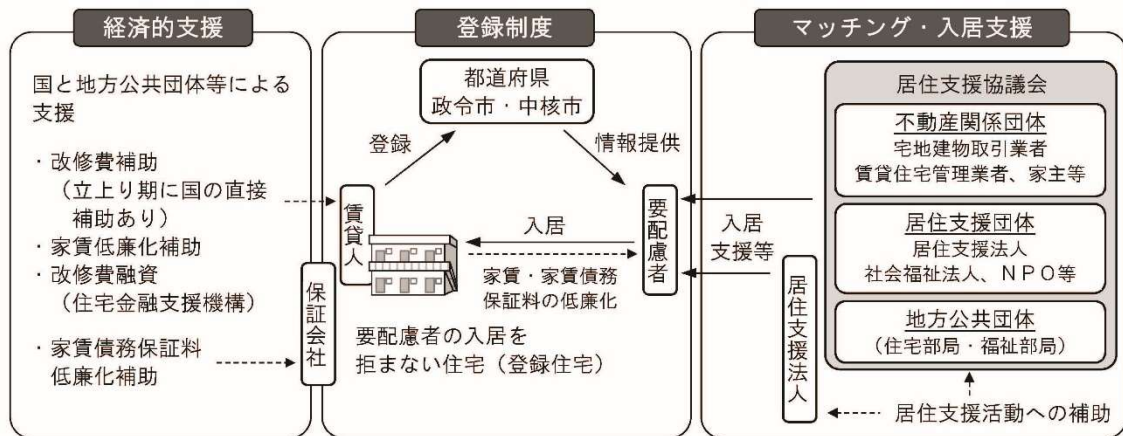 経済的支援
国と地方公共団体等による
支援
・改修費補助
（立上り期に国の直接
補助あり）
・家賃低廉化補助
・改修費融資
（住宅金融支援機構）
・家賃債務保証料
低廉化補助
保証会社
登録制度
都道府県
政令市・中核市
登録
情報提供
賃貸人
入居
家賃・家賃債務
保証料の低廉化
要配慮者
要配慮者の入居を
拒まない住宅（登録住宅）
マッチング・入居支援
居住支援協議会
不動産関係団体
宅地建物取引業者
賃貸住宅管理業者、家主等
入居
支援等
居住支援団体
居住支援法人
社会福祉法人、ＮＰＯ等
地方公共団体
（住宅部局・福祉部局）
居住支援法人
居住支援活動への補助